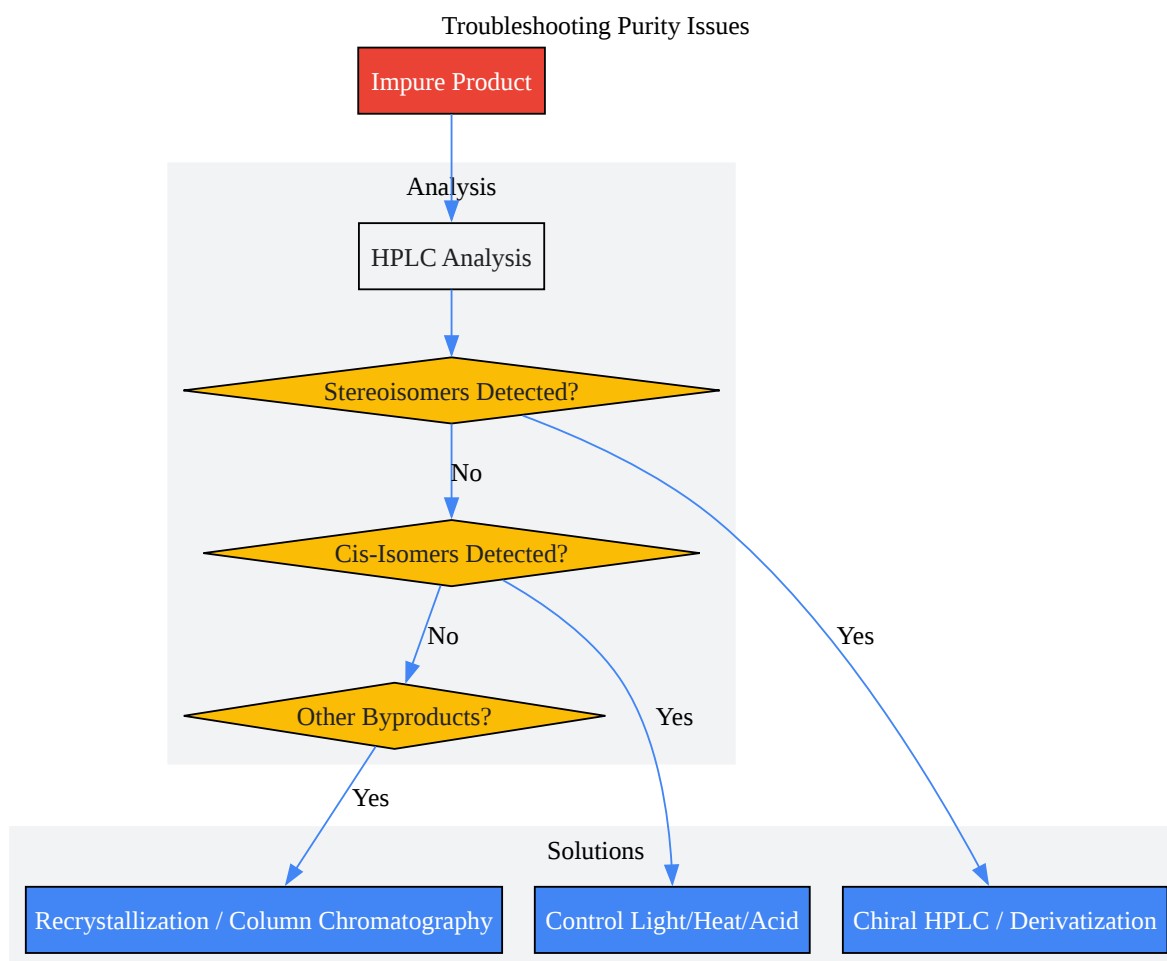 Troubleshooting Purity Issues
Impure Product
Analysis
HPLC Analysis
Stereoisomers Detected?
No
Cis-Isomers Detected?
No
Yes
Other Byproducts?
Yes
Yes
Solutions
Recrystallization / Column Chromatography
Control Light/Heat/Acid
Chiral HPLC / Derivatization